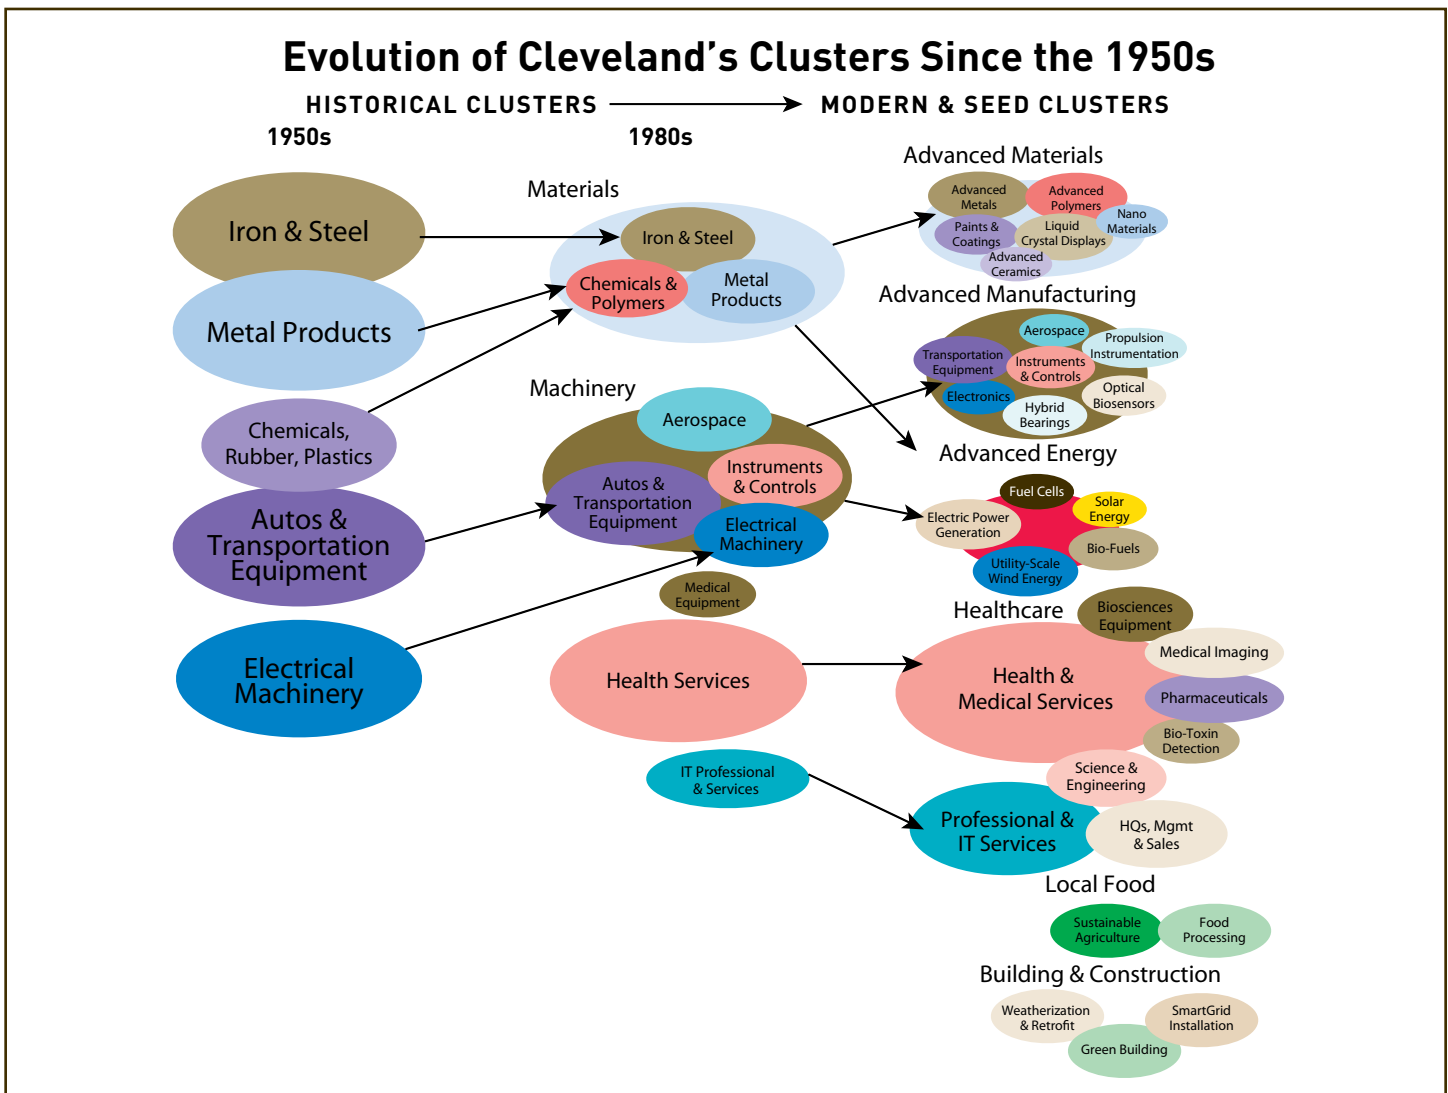 Evolution of Cleveland's Clusters Since the 1950s
HISTORICAL CLUSTERS
MODERN & SEED CLUSTERS
1950s
1980s
Iron & Steel
Metal Products
Chemicals,
Rubber, Plastics
Autos &
Transportation
Equipment
Electrical
Machinery
Materials
Iron & Steel
Chemicals &
Polymers
Metal
Products
Machinery
Aerospace
Instruments
& Controls
Autos &
Transportation
Equipment
Electrical
Machinery
Medical
Equipment
Health Services
IT Professional
& Services
Advanced Materials
Advanced
Metals
Advanced
Polymers
Nano
Materials
Paints &
Coatings
Liquid
Crystal Displays
Advanced
Ceramics
Advanced Manufacturing
Aerospace
Propulsion
Instrumentation
Transportation
Equipment
Instruments
& Controls
Electronics
Optical
Biosensors
Hybrid
Bearings
Advanced Energy
Fuel Cells
Solar
Energy
Electric Power
Generation
Bio-Fuels
Utility-Scale
Wind Energy
Healthcare
Biosciences
Equipment
Medical Imaging
Health &
Medical Services
Pharmaceuticals
Bio-Toxin
Detection
Science &
Engineering
Professional &
IT Services
HQs, Mgmt
& Sales
Local Food
Sustainable
Agriculture
Food
Processing
Building & Construction
Weatherization
& Retrofit
SmartGrid
Installation
Green Building